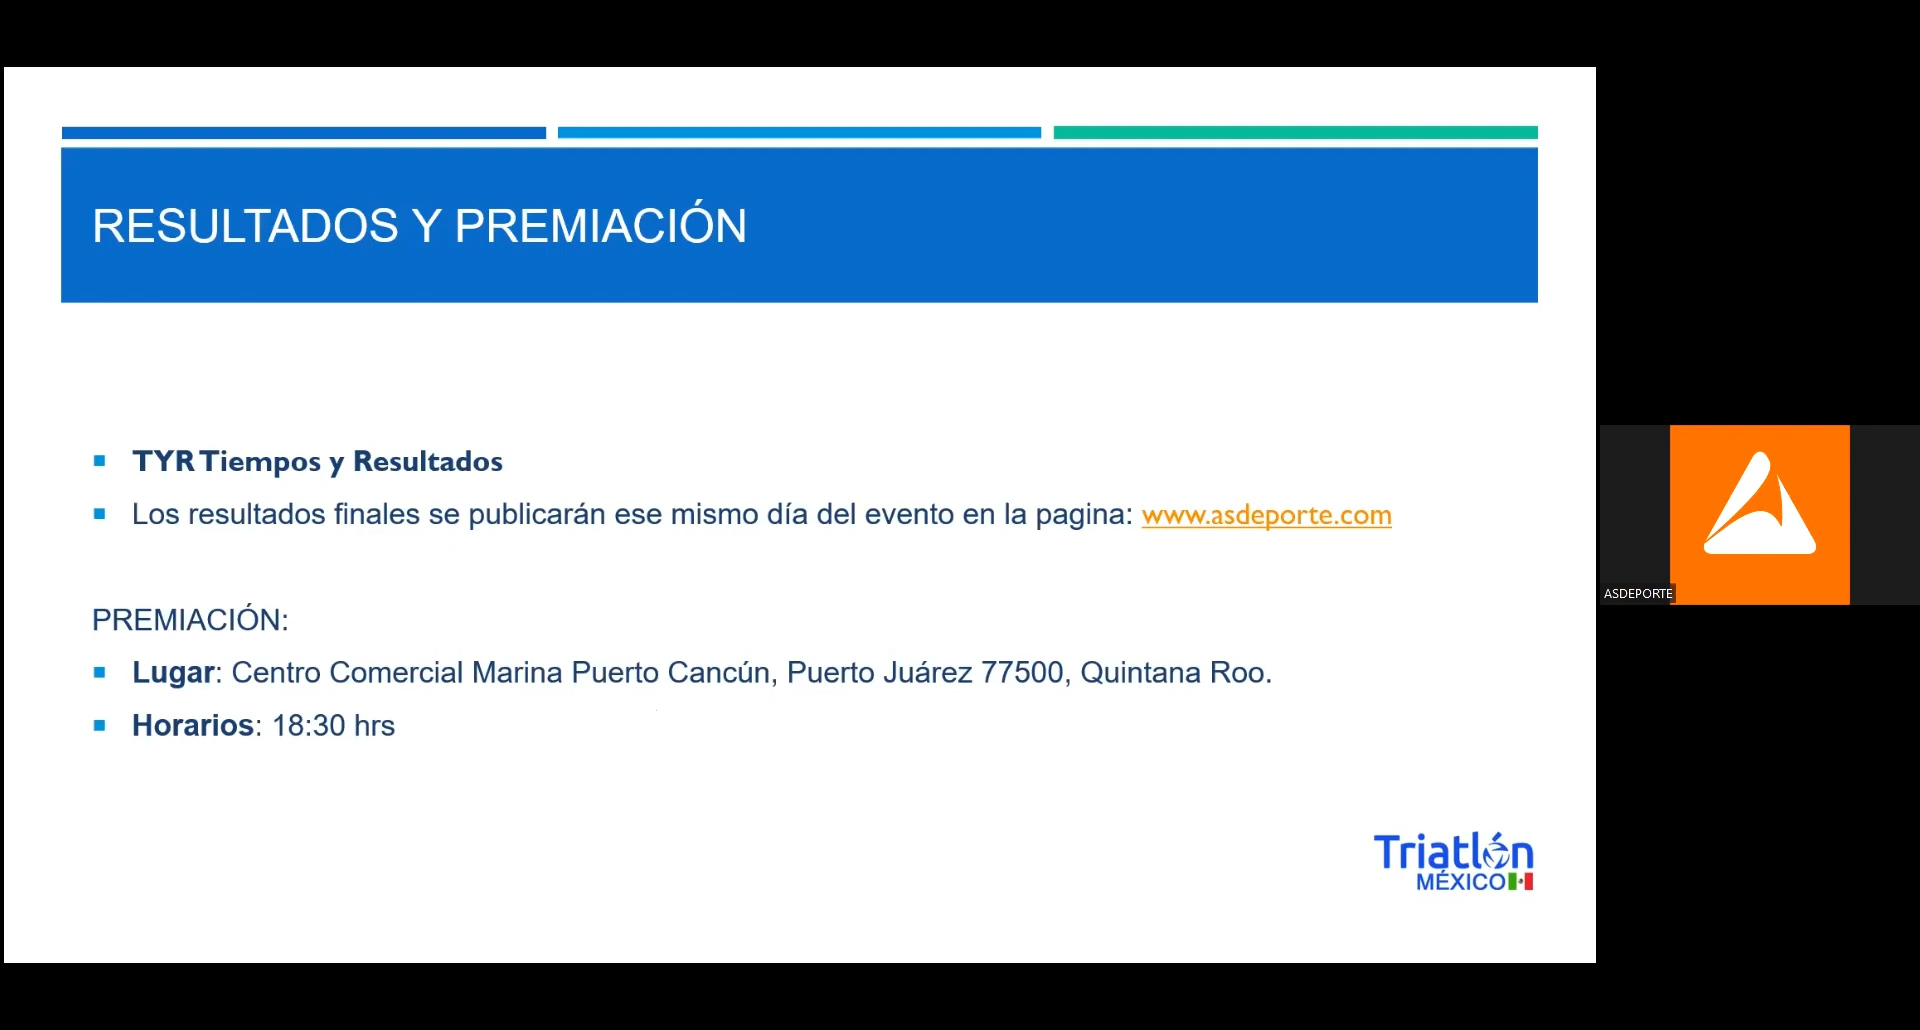 RESULTADOS Y PREMIACIÓN
TYR Tiempos y Resultados
Los resultados finales se publicarán ese mismo día del evento en la pagina: www.asdeporte.com
PREMIACIÓN:
Lugar: Centro Comercial Marina Puerto Cancún, Puerto Juárez 77500, Quintana Roo.
Horarios: 18:30 hrs
Triatlón
MÉXICO
ASDEPORTE